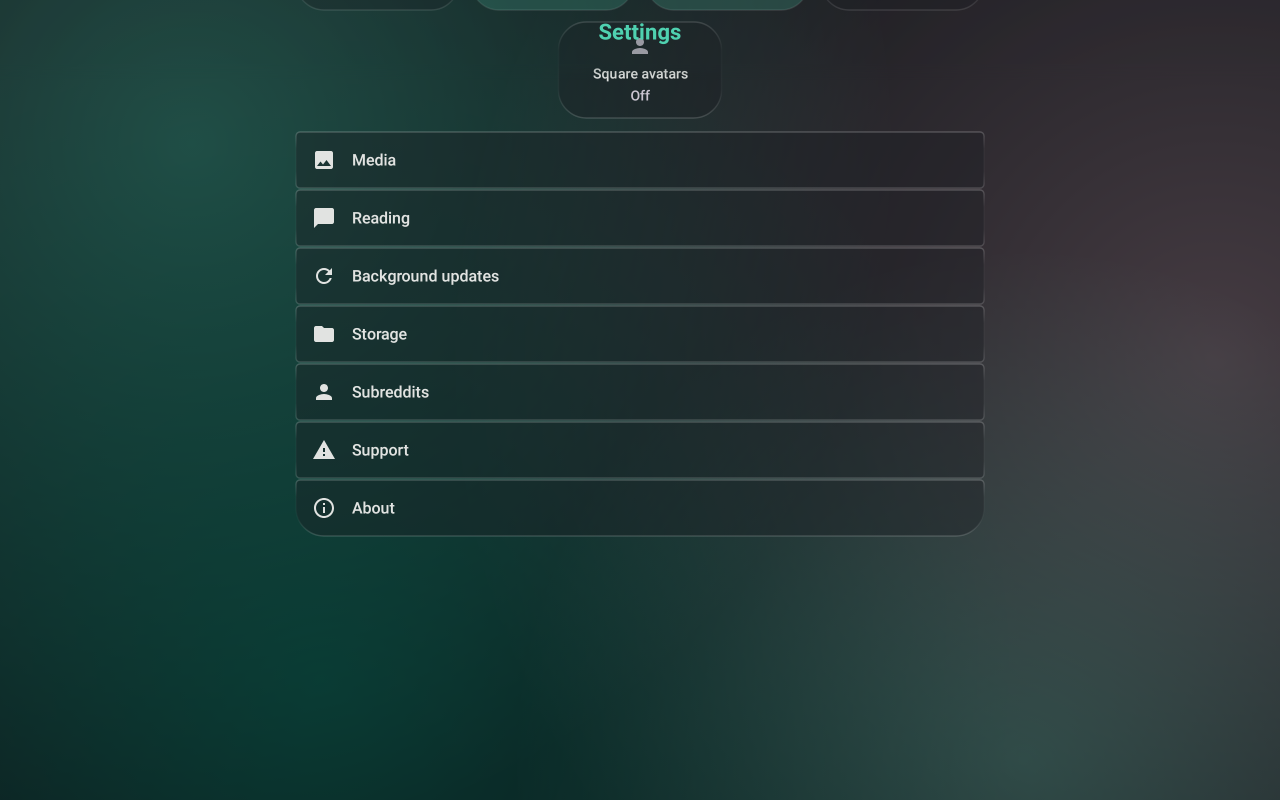 Settings
Square avatars
Off
Media
Reading
Background updates
Storage
Subreddits
Support
About